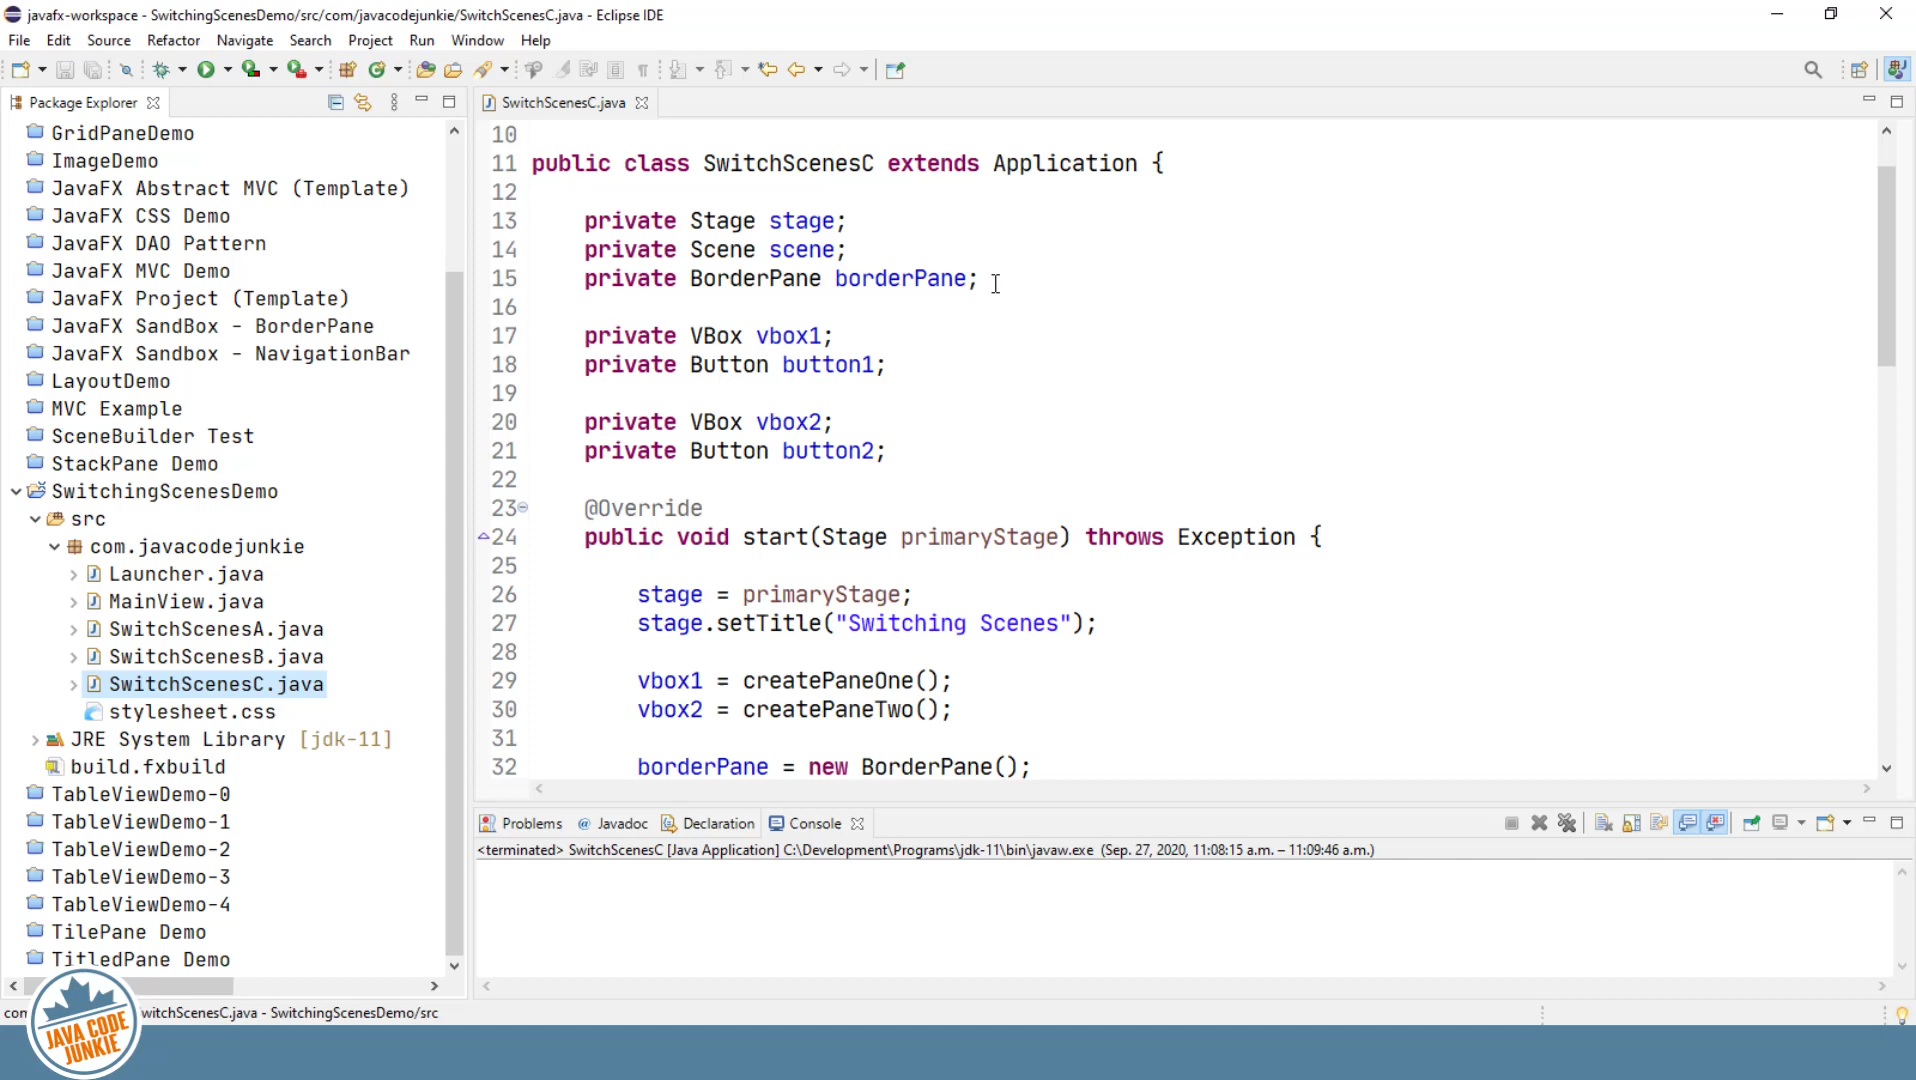 javafx-workspace - SwitchingScenesDemo/src/com/javacodejunkie/SwitchScenesC.java - Eclipse IDE
File Edit Source Refactor Navigate Search Project Run Window Help
Package Explorer
GridPaneDemo
ImageDemo
JavaFX Abstract MVC (Template)
JavaFX CSS Demo
JavaFX DAO Pattern
JavaFX MVC Demo
JavaFX Project (Template)
JavaFX SandBox - BorderPane
JavaFX Sandbox - NavigationBar
LayoutDemo
MVC Example
SceneBuilder Test
StackPane Demo
SwitchingScenesDemo
src
com.javacodejunkie
Launcher.java
MainView.java
SwitchScenesA.java
SwitchScenesB.java
SwitchScenesC.java
stylesheet.css
JRE System Library [jdk-11]
build.fxbuild
TableViewDemo-0
TableViewDemo-1
TableViewDemo-2
TableViewDemo-3
TableViewDemo-4
TilePane Demo
TitledPane Demo
SwitchScenesC.java
10
11 public class SwitchScenesC extends Application {
12
13 private Stage stage;
14 private Scene scene;
15 private BorderPane borderPane;
16
17 private VBox vbox1;
18 private Button button1;
19
20 private VBox vbox2;
21 private Button button2;
22
23 @Override
24 public void start(Stage primaryStage) throws Exception {
25
26 stage = primaryStage;
27 stage.setTitle("Switching Scenes");
28
29 vbox1 = createPaneOne();
30 vbox2 = createPaneTwo();
31
32 borderPane = new BorderPane();
Problems @ Javadoc Declaration Console
<terminated> SwitchScenesC [Java Application] C:\Development\Programs\jdk-11\bin\javaw.exe (Sep. 27, 2020, 11:08:15 a.m. – 11:09:46 a.m.)
com witchScenesC.java - SwitchingScenesDemo/src
JAVA CODE
JUNKIE